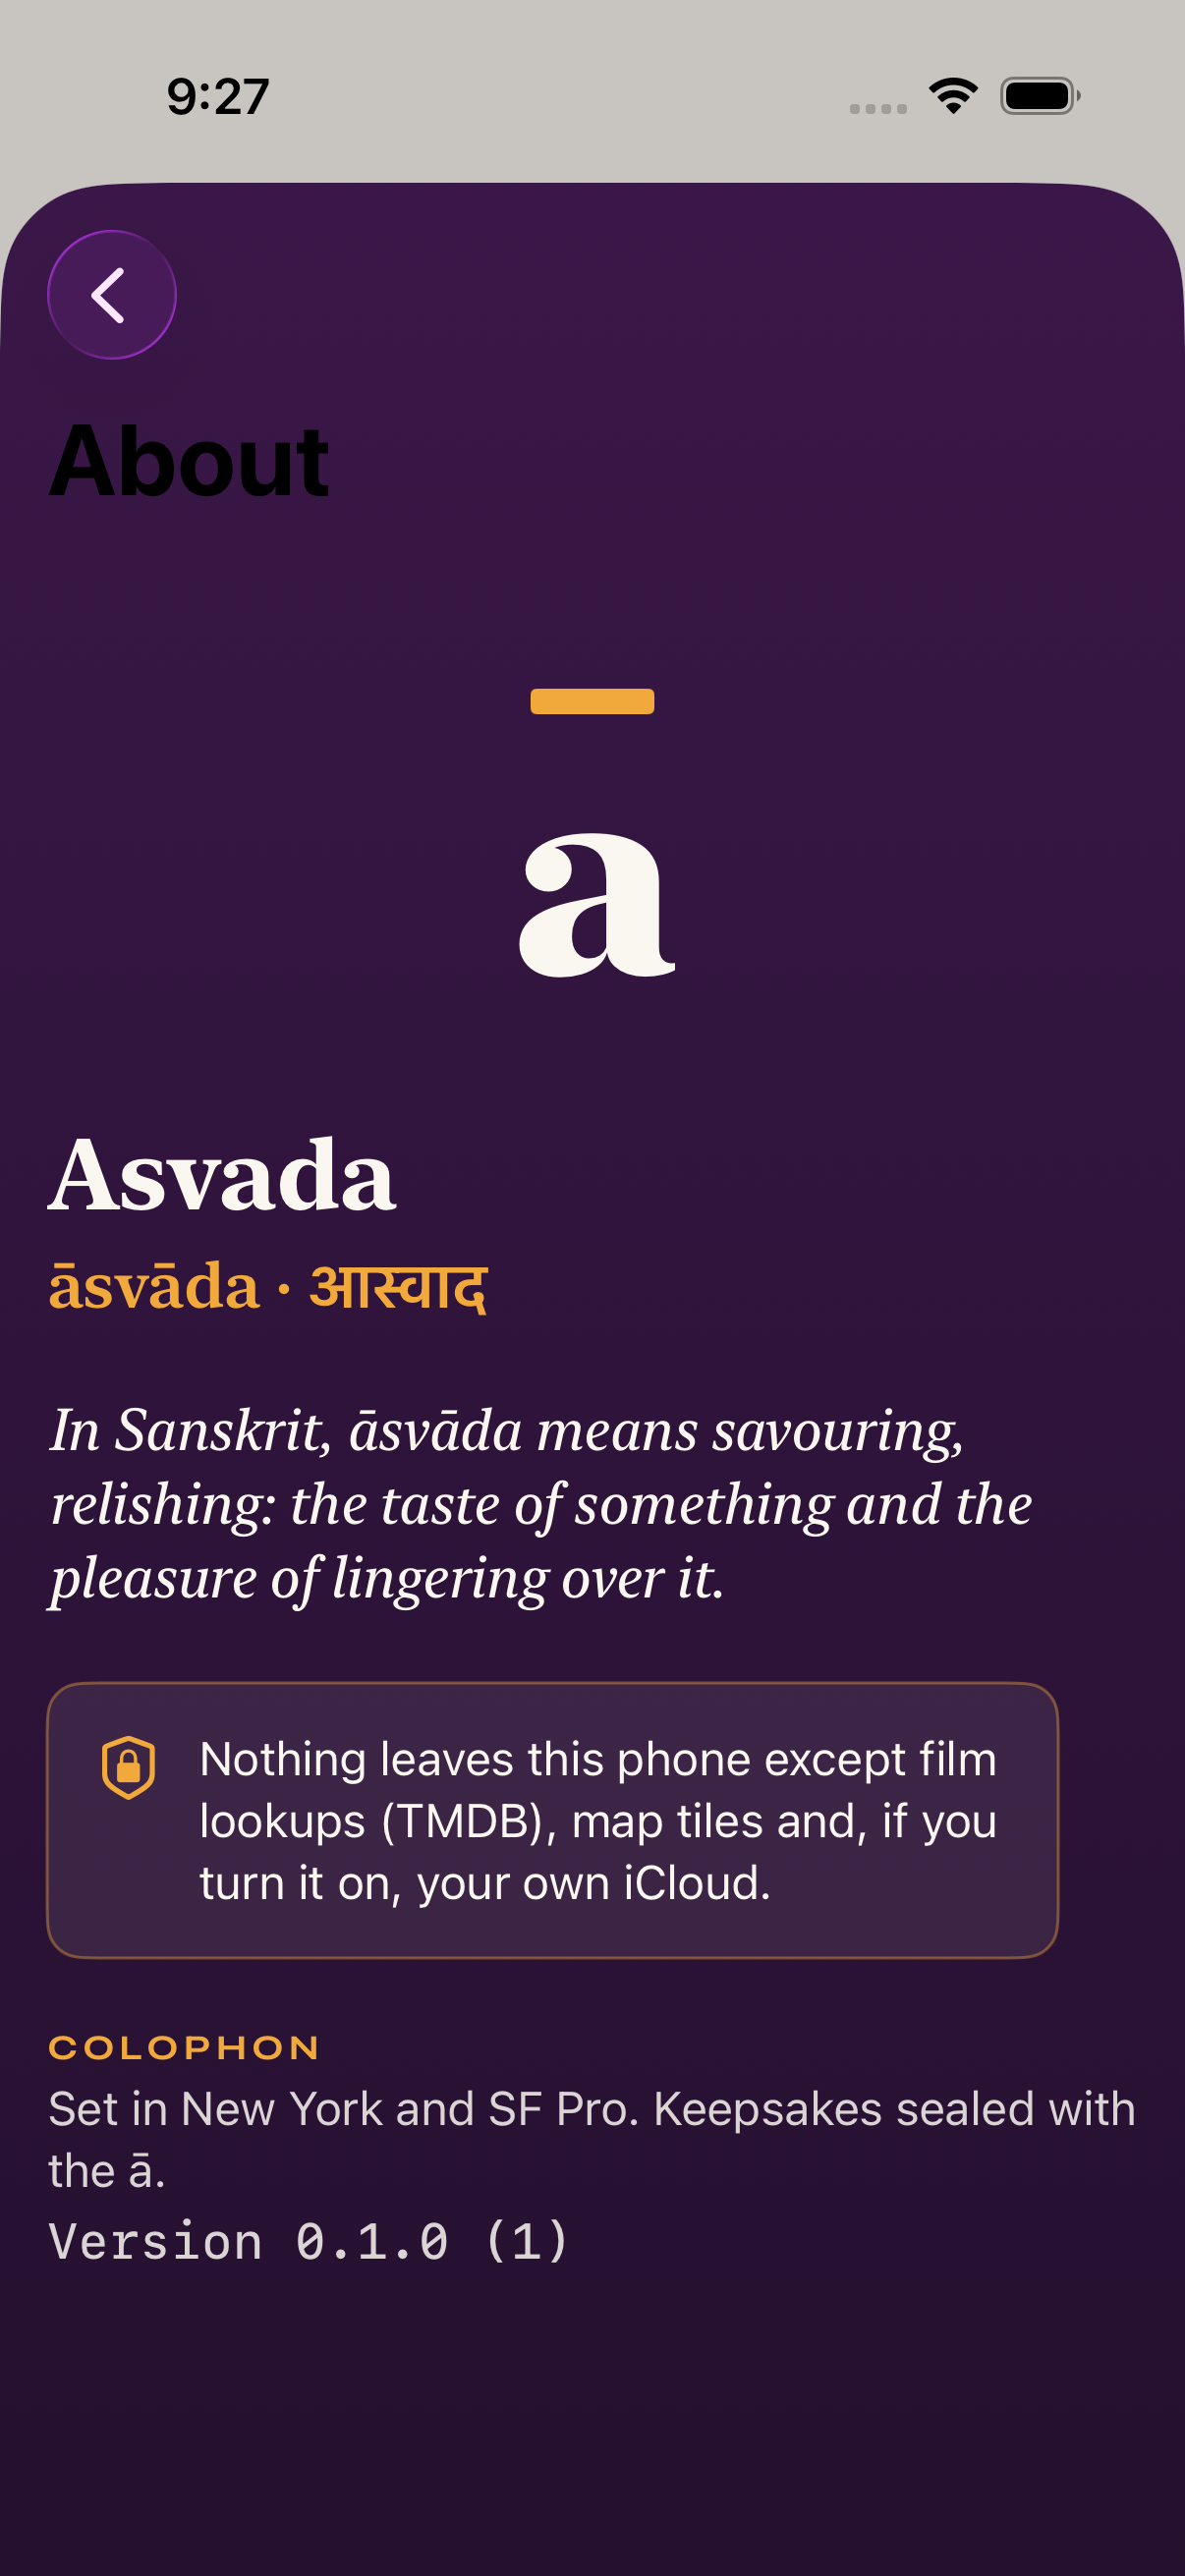 9:27
About
a
Asvada
āsvāda · आस्वाद
In Sanskrit, āsvāda means savouring,
relishing: the taste of something and the
pleasure of lingering over it.
Nothing leaves this phone except film
lookups (TMDB), map tiles and, if you
turn it on, your own iCloud.
COLOPHON
Set in New York and SF Pro. Keepsakes sealed with
the ā.
Version 0.1.0 (1)